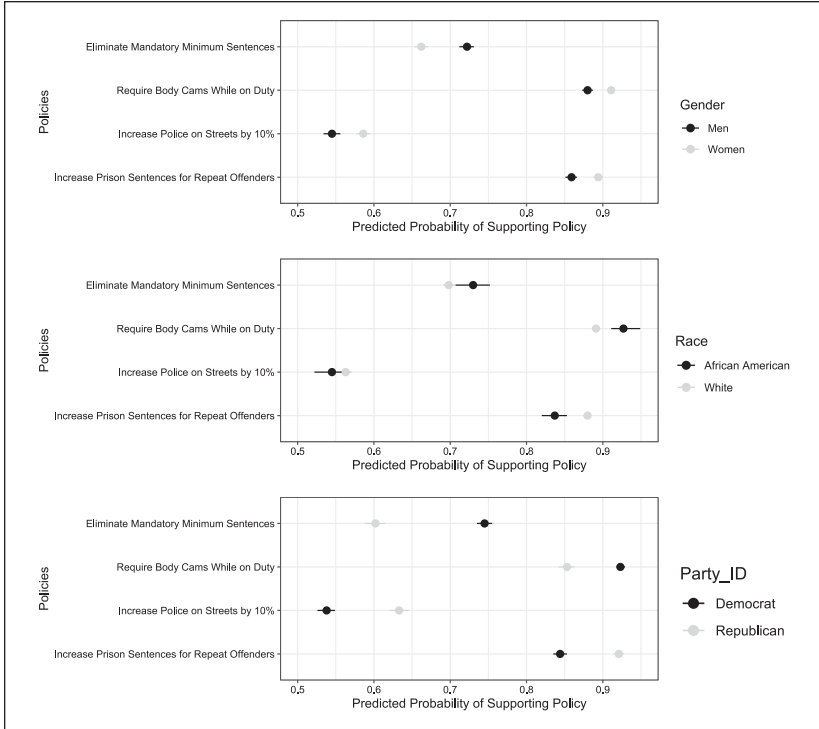 Policies
Eliminate Mandatory Minimum Sentences
Require Body Cams While on Duty
Increase Police on Streets by 10%
Increase Prison Sentences for Repeat Offenders
0.5 0.6 0.7 0.8 0.9
Predicted Probability of Supporting Policy
Gender
Men
Women
Policies
Eliminate Mandatory Minimum Sentences
Require Body Cams While on Duty
Increase Police on Streets by 10%
Increase Prison Sentences for Repeat Offenders
0.5 0.6 0.7 0.8 0.9
Predicted Probability of Supporting Policy
Race
African American
White
Policies
Eliminate Mandatory Minimum Sentences
Require Body Cams While on Duty
Increase Police on Streets by 10%
Increase Prison Sentences for Repeat Offenders
0.5 0.6 0.7 0.8 0.9
Predicted Probability of Supporting Policy
Party_ID
Democrat
Republican